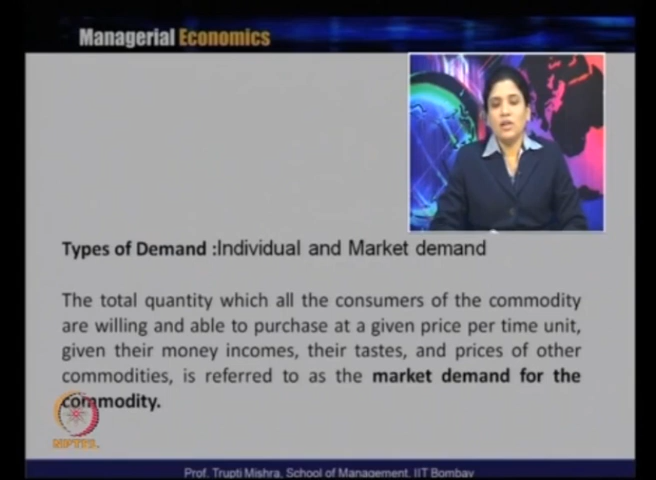 Managerial Economics
Types of Demand :Individual and Market demand
The total quantity which all the consumers of the commodity
are willing and able to purchase at a given price per time unit,
given their money incomes, their tastes, and prices of other
commodities, is referred to as the market demand for the
commodity.
NPTEL
Prof. Trupti Mishra, School of Management, IIT Bombay